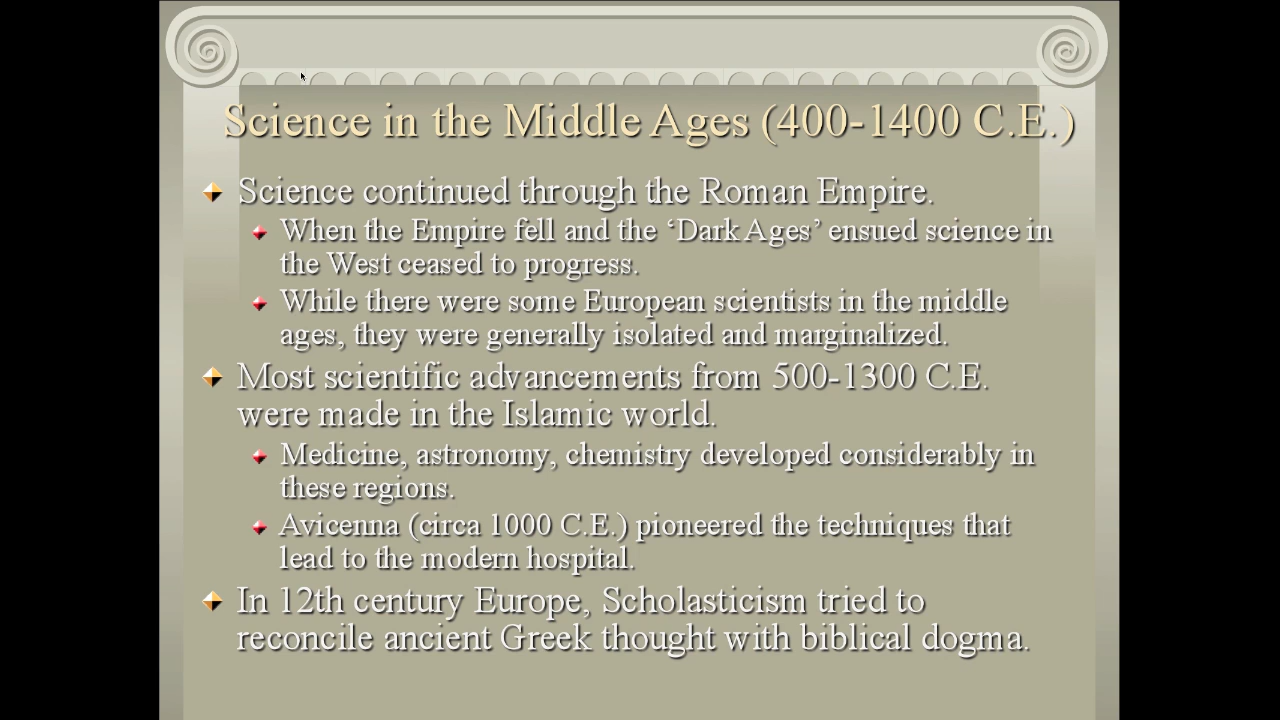 Science in the Middle Ages (400-1400 C.E.)
Science continued through the Roman Empire.
When the Empire fell and the ‘Dark Ages’ ensued science in
the West ceased to progress.
While there were some European scientists in the middle
ages, they were generally isolated and marginalized.
Most scientific advancements from 500-1300 C.E.
were made in the Islamic world.
Medicine, astronomy, chemistry developed considerably in
these regions.
Avicenna (circa 1000 C.E.) pioneered the techniques that
lead to the modern hospital.
In 12th century Europe, Scholasticism tried to
reconcile ancient Greek thought with biblical dogma.